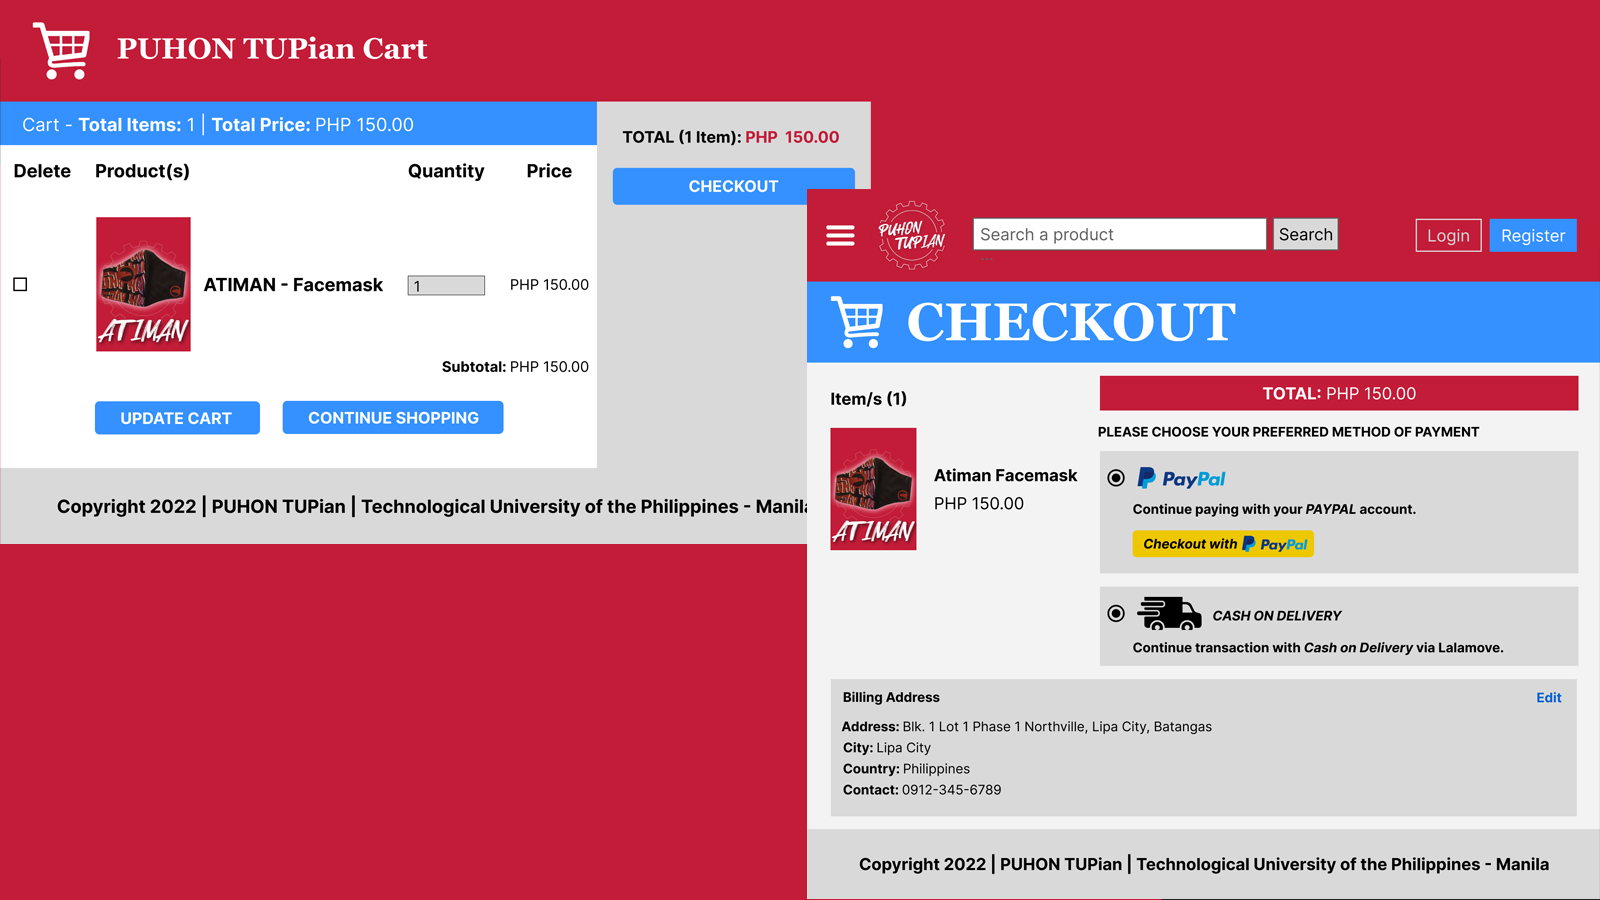 PUHON TUPian Cart
Cart - Total Items: 1 | Total Price: PHP 150.00
Delete Product(s) Quantity Price
ATIMAN
ATIMAN - Facemask 1 PHP 150.00
Subtotal: PHP 150.00
UPDATE CART CONTINUE SHOPPING
TOTAL (1 Item): PHP 150.00
CHECKOUT
Copyright 2022 | PUHON TUPian | Technological University of the Philippines - Manila
PUHON
TUPIAN
Search a product Search Login Register
...
CHECKOUT
Item/s (1)
ATIMAN
Atiman Facemask
PHP 150.00
TOTAL: PHP 150.00
PLEASE CHOOSE YOUR PREFERRED METHOD OF PAYMENT
PayPal
Continue paying with your PAYPAL account.
Checkout with PayPal
CASH ON DELIVERY
Continue transaction with Cash on Delivery via Lalamove.
Billing Address Edit
Address: Blk. 1 Lot 1 Phase 1 Northville, Lipa City, Batangas
City: Lipa City
Country: Philippines
Contact: 0912-345-6789
Copyright 2022 | PUHON TUPian | Technological University of the Philippines - Manila